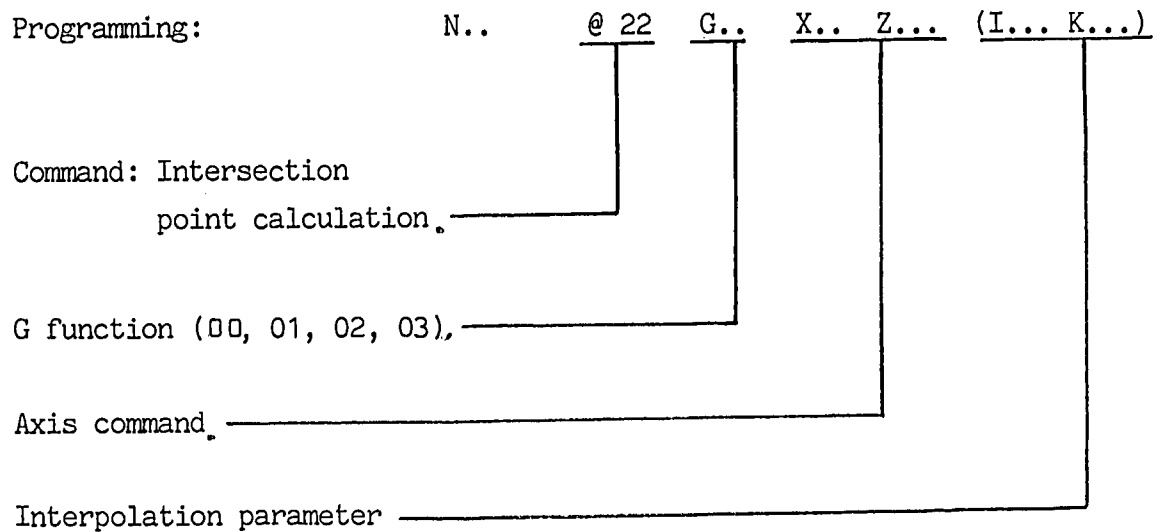 Programming: N.. @ 22 G.. X.. Z... (I... K...)
Command: Intersection
point calculation.
G function (00, 01, 02, 03),
Axis command.
Interpolation parameter